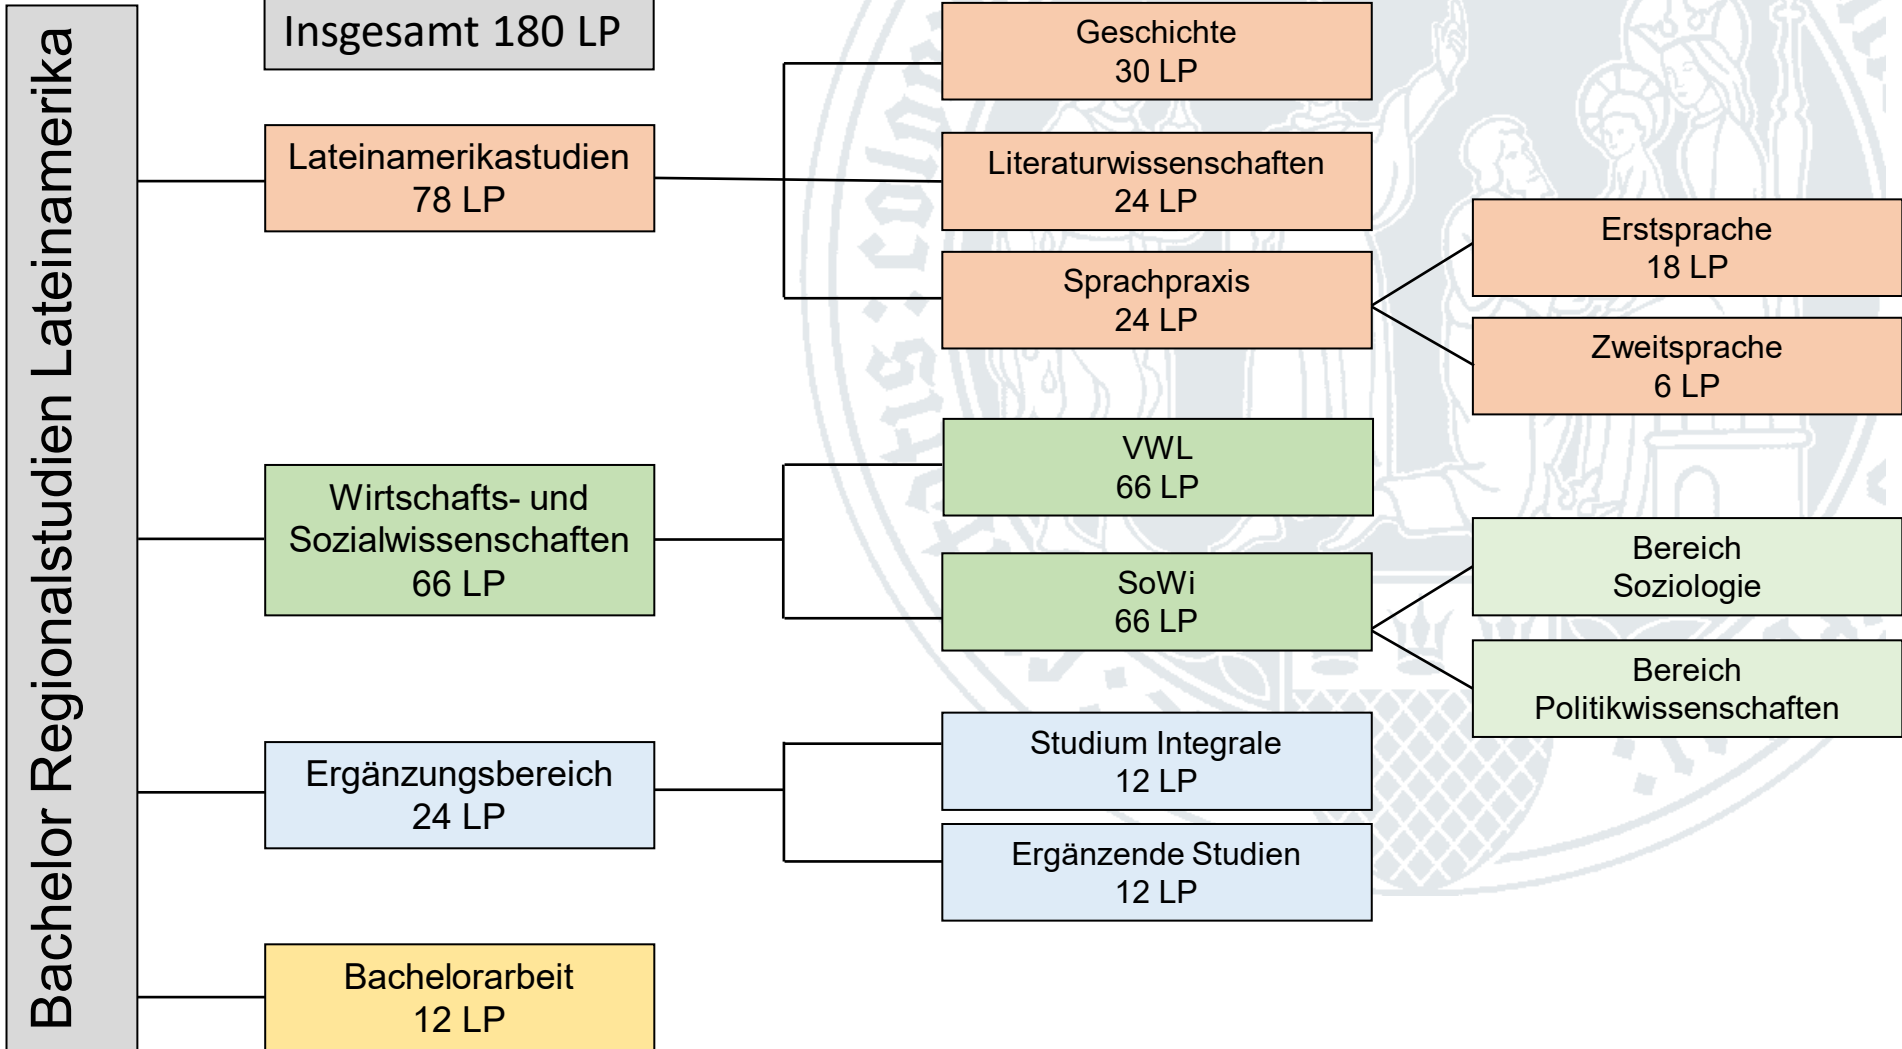 Bachelor Regionalstudien Lateinamerika
Insgesamt 180 LP
Lateinamerikastudien
78 LP
Geschichte
30 LP
Literaturwissenschaften
24 LP
Sprachpraxis
24 LP
Erstsprache
18 LP
Zweitsprache
6 LP
Wirtschafts- und
Sozialwissenschaften
66 LP
VWL
66 LP
SoWi
66 LP
Bereich
Soziologie
Bereich
Politikwissenschaften
Ergänzungsbereich
24 LP
Studium Integrale
12 LP
Ergänzende Studien
12 LP
Bachelorarbeit
12 LP